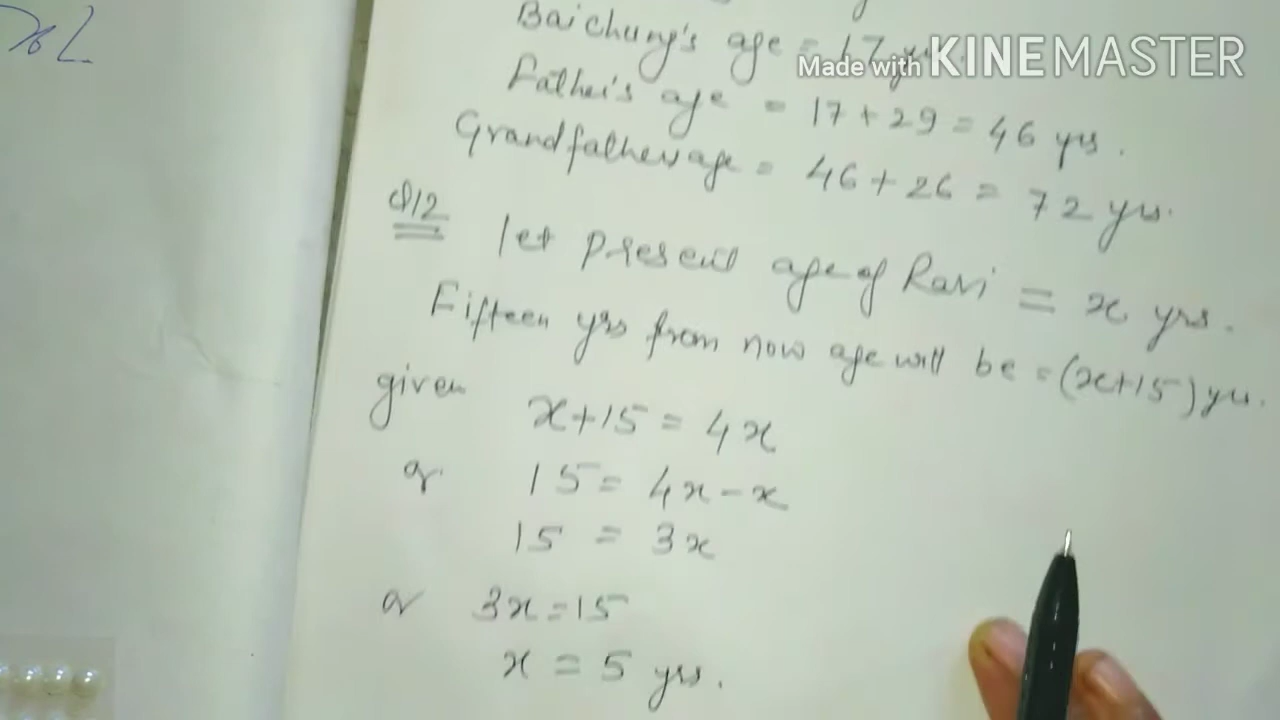 Baichung's age = 17 yrs.
Made with KINEMASTER
Father's age = 17 + 29 = 46 yrs.
Grandfather age = 46 + 26 = 72 yrs.
Q12
let present age of Ravi = x yrs.
Fifteen yrs from now age will be = (x+15) yrs.
given x+15 = 4x
or 15 = 4x - x
15 = 3x
or 3x = 15
x = 5 yrs.